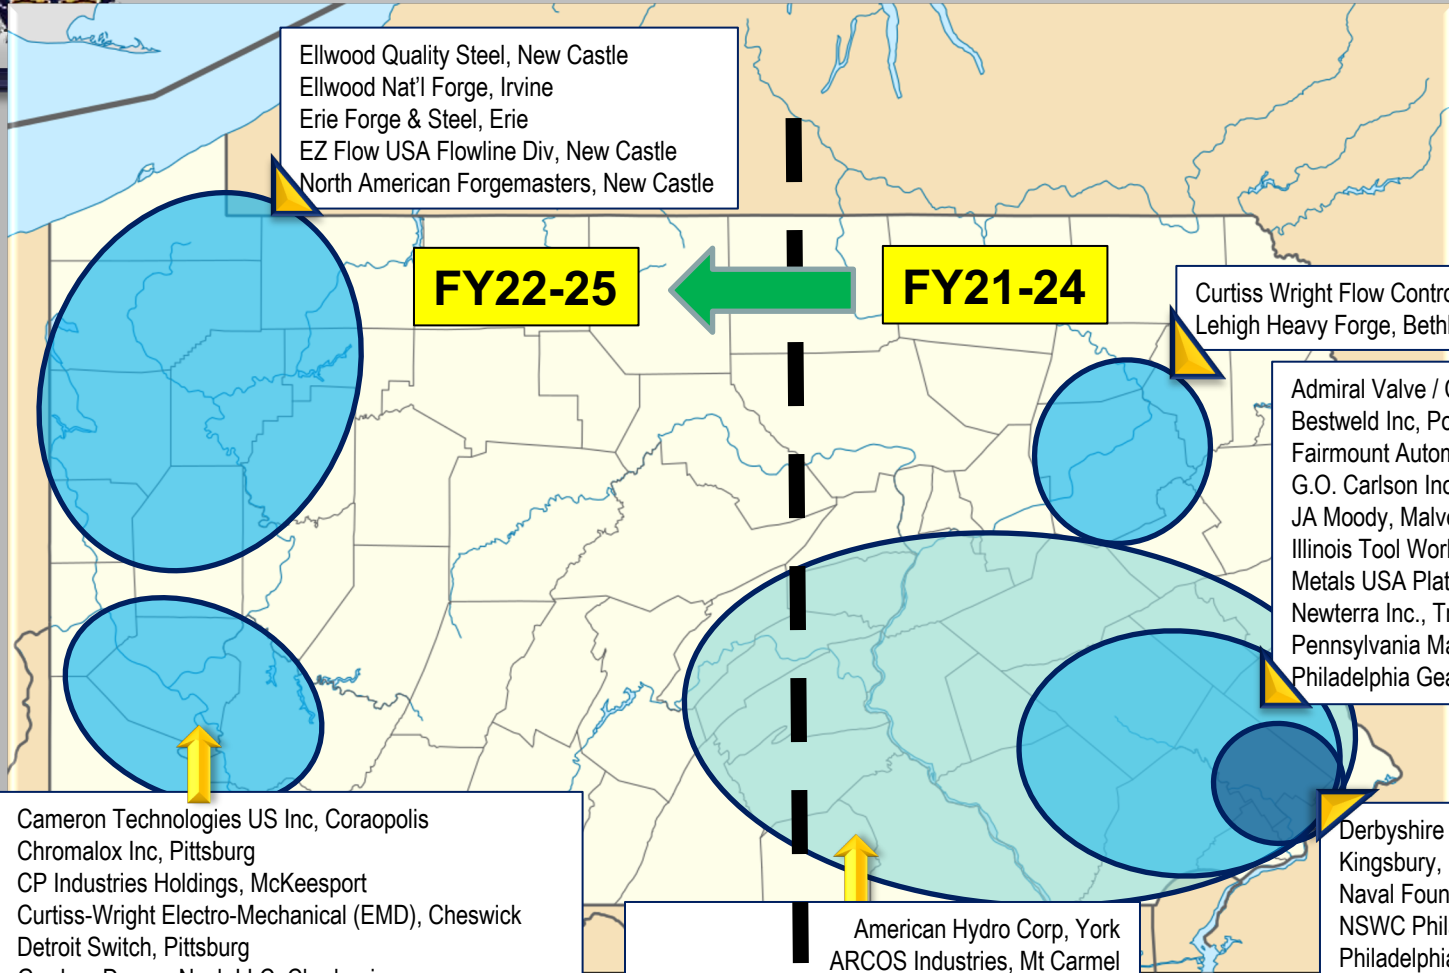 Ellwood Quality Steel, New Castle
Ellwood Nat'l Forge, Irvine
Erie Forge & Steel, Erie
EZ Flow USA Flowline Div, New Castle
North American Forgemasters, New Castle
FY22-25
FY21-24
Curtiss Wright Flow Contro
Lehigh Heavy Forge, Beth
Admiral Valve /
Bestweld Inc, Po
Fairmount Autom
G.O. Carlson Inc
JA Moody, Malv
Illinois Tool Wor
Metals USA Plat
Newterra Inc., Tr
Pennsylvania Ma
Philadelphia Gea
Cameron Technologies US Inc, Coraopolis
Chromalox Inc, Pittsburg
CP Industries Holdings, McKeesport
Curtiss-Wright Electro-Mechanical (EMD), Cheswick
Detroit Switch, Pittsburg
American Hydro Corp, York
ARCOS Industries, Mt Carmel
Derbyshire
Kingsbury,
Naval Foun
NSWC Phil
Philadelphia